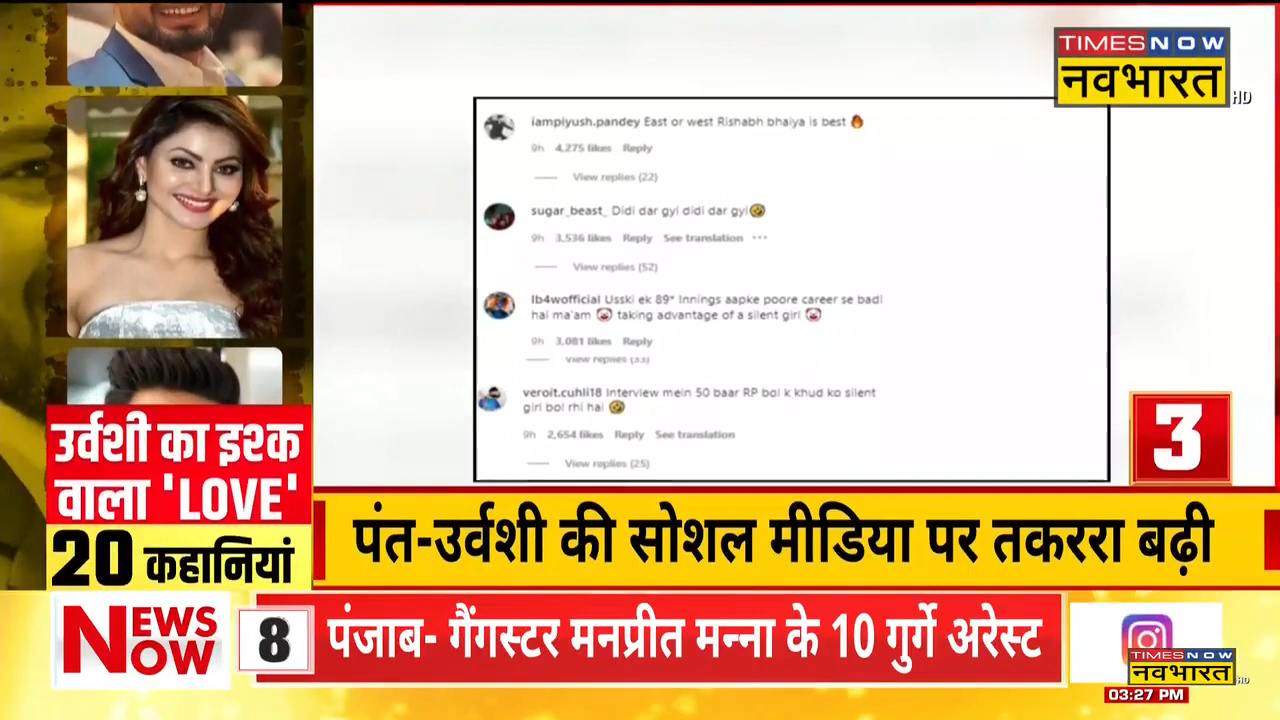 TIMES NOW
नवभारत
HD
iampiyush.pandey East or west Rishabh bhaiya is best 🔥
9h 4,275 likes Reply
View replies (22)
sugar_beast_ Didi dar gyi didi dar gyi🤣
9h 3,536 likes Reply See translation ···
View replies (52)
lb4wofficial Usski ek 89* Innings aapke poore career se badi
hai ma'am 🤡 taking advantage of a silent girl 🤡
9h 3,081 likes Reply
View replies (33)
veroit.cuhli18 Interview mein 50 baar RP bol k khud ko silent
girl bol rhi hai 🤣
9h 2,654 likes Reply See translation
View replies (25)
3
उर्वशी का इश्क
वाला 'LOVE'
20 कहानियां
पंत-उर्वशी की सोशल मीडिया पर तकररा बढ़ी
NEWS
NOW
8
पंजाब- गैंगस्टर मनप्रीत मन्ना के 10 गुर्गे अरेस्ट
TIMES NOW
नवभारत
HD
03:27 PM